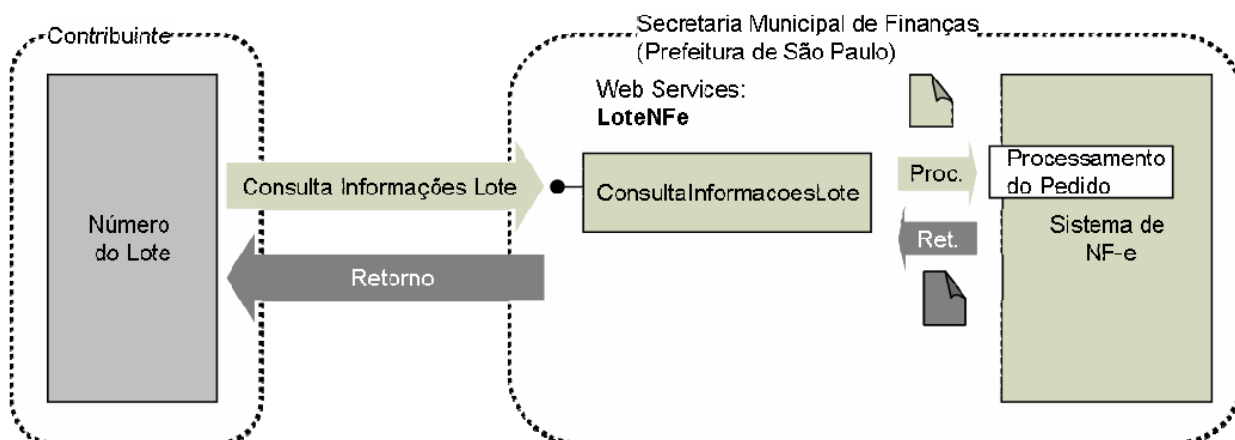 Contribuinte
Secretaria Municipal de Finanças
(Prefeitura de São Paulo)
Web Services:
LoteNFe
Número
do Lote
Consulta Informações Lote
Retorno
ConsultaInformacoesLote
Proc.
Ret.
Processamento
do Pedido
Sistema de
NF-e